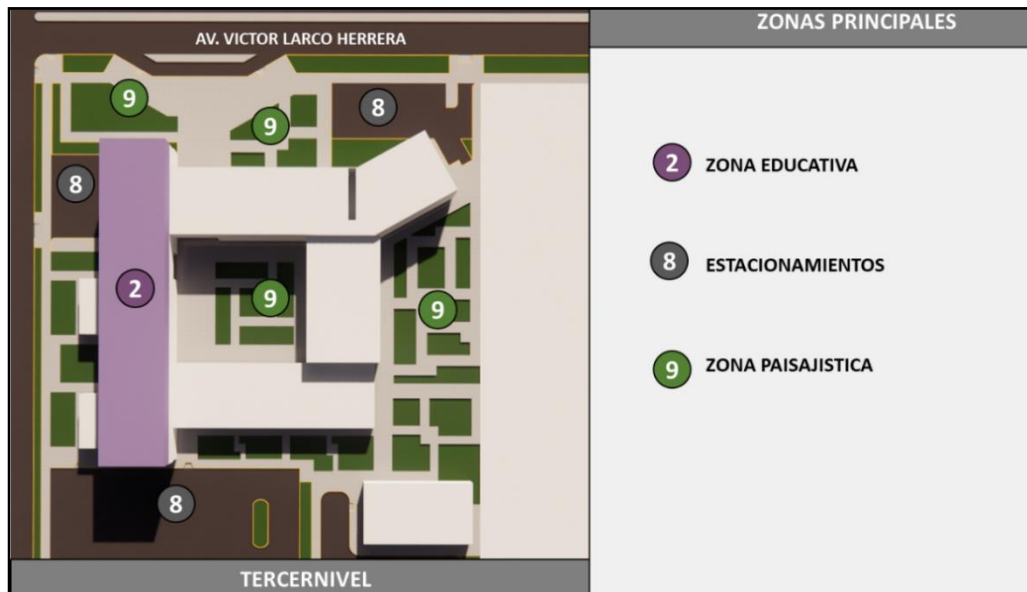 AV. VICTOR LARCO HERRERA
9
9
8
8
2
9
9
8
TERCERNIVEL
ZONAS PRINCIPALES
2 ZONA EDUCATIVA
8 ESTACIONAMIENTOS
9 ZONA PAISAJISTICA